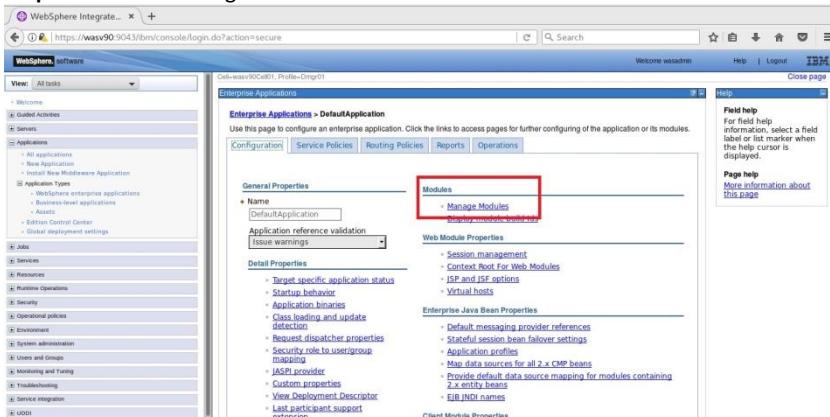 WebSphere Integrate...
https://wasv90:9043/ibm/console/login.do?action=secure
Search
WebSphere. software
Welcome wasadmin
Help | Logout
IBM
View: All tasks
Cell=wasv90Cell01, Profile=Dmgr01
Close page
Welcome
Guided Activities
Servers
Applications
All applications
New Application
Install New Middleware Application
Application Types
WebSphere enterprise applications
Business-level applications
Assets
Edition Control Center
Global deployment settings
Jobs
Services
Resources
Runtime Operations
Security
Operational policies
Environment
System administration
Users and Groups
Monitoring and Tuning
Troubleshooting
Service integration
UDDI
Enterprise Applications
Enterprise Applications > DefaultApplication
Use this page to configure an enterprise application. Click the links to access pages for further configuring of the application or its modules.
Configuration Service Policies Routing Policies Reports Operations
General Properties
Name
DefaultApplication
Application reference validation
Issue warnings
Detail Properties
Target specific application status
Startup behavior
Application binaries
Class loading and update
detection
Request dispatcher properties
Security role to user/group
mapping
JASPI provider
Custom properties
View Deployment Descriptor
Last participant support
extension
Modules
Manage Modules
Display module build Ids
Web Module Properties
Session management
Context Root For Web Modules
JSP and JSF options
Virtual hosts
Enterprise Java Bean Properties
Default messaging provider references
Stateful session bean failover settings
Application profiles
Map data sources for all 2.x CMP beans
Provide default data source mapping for modules containing
2.x entity beans
EJB JNDI names
Client Module Properties
Help
Field help
For field help
information, select a field
label or list marker when
the help cursor is
displayed.
Page help
More information about
this page